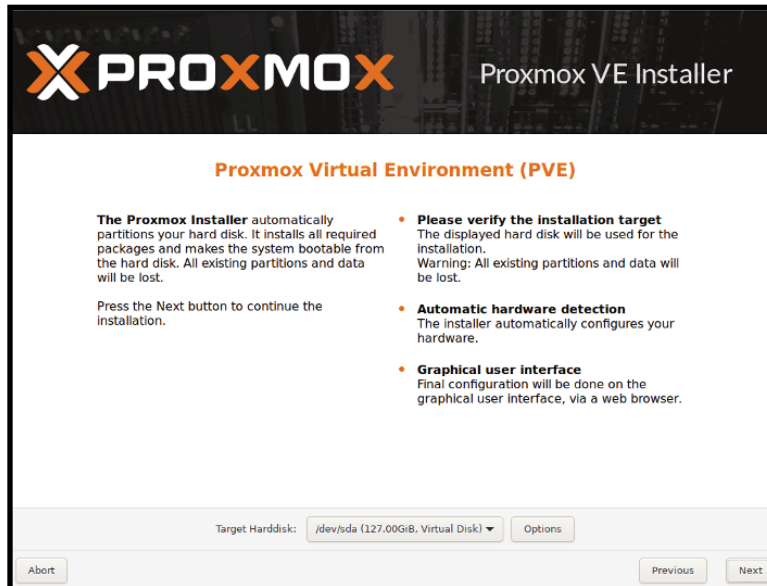 PROXMOX
Proxmox VE Installer
Proxmox Virtual Environment (PVE)
The Proxmox Installer automatically
partitions your hard disk. It installs all required
packages and makes the system bootable from
the hard disk. All existing partitions and data
will be lost.
Press the Next button to continue the
installation.
Please verify the installation target
The displayed hard disk will be used for the
installation.
Warning: All existing partitions and data will
be lost.
Automatic hardware detection
The installer automatically configures your
hardware.
Graphical user interface
Final configuration will be done on the
graphical user interface, via a web browser.
Target Harddisk: /dev/sda (127.00GiB, Virtual Disk) Options
Abort Previous Next